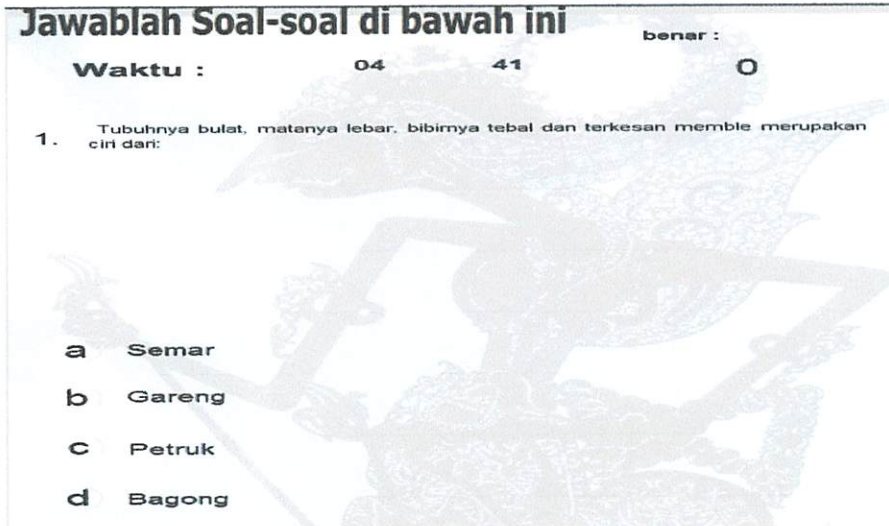 Jawablah Soal-soal di bawah ini
benar :
Waktu : 04 41 0
1. Tubuhnya bulat, matanya lebar, bibirnya tebal dan terkesan memble merupakan
ciri dari:
a Semar
b Gareng
c Petruk
d Bagong